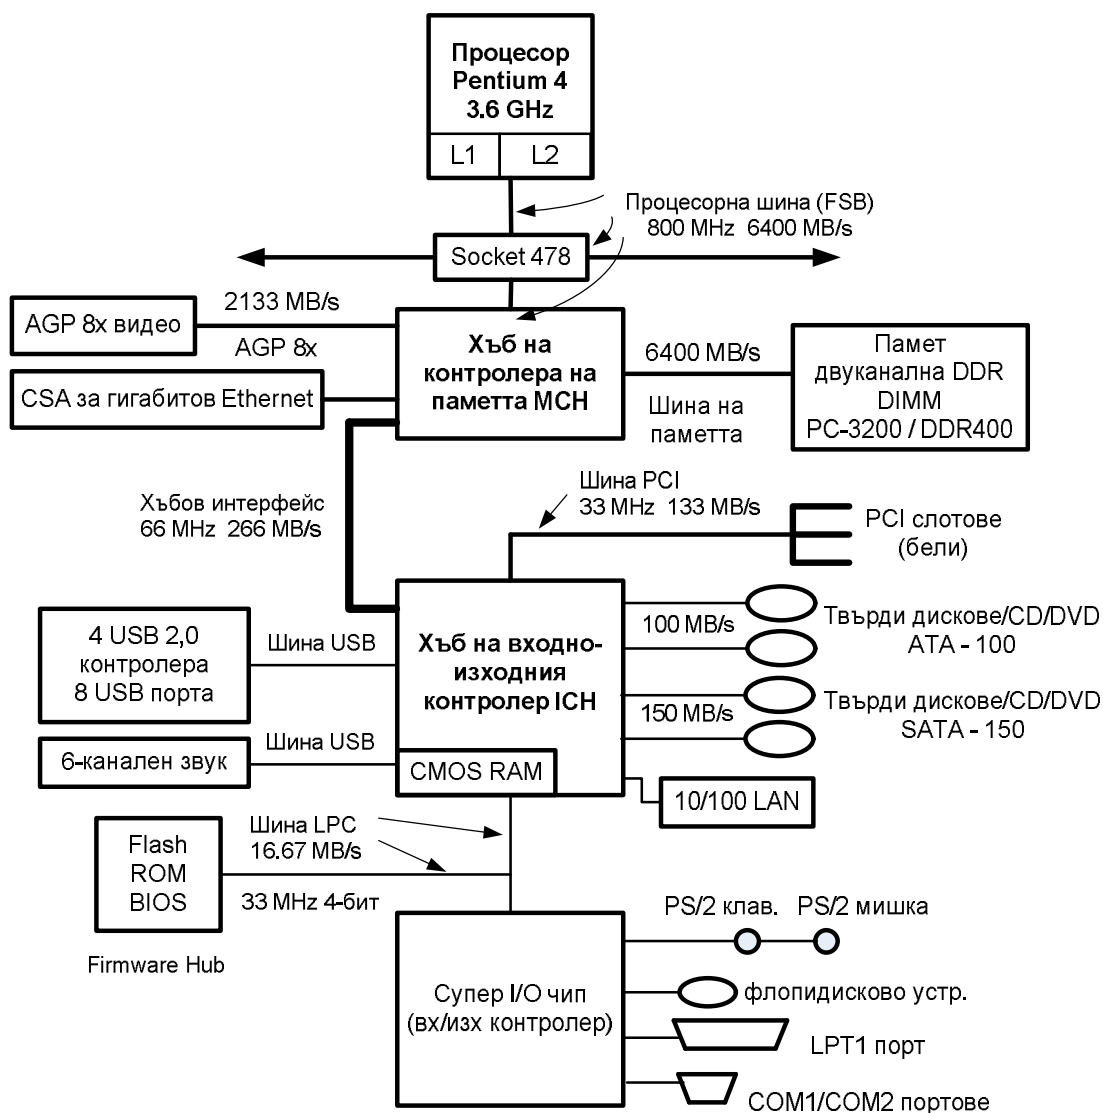 Процесор
Pentium 4
3.6 GHz
L1
L2
Процесорна шина (FSB)
800 MHz 6400 MB/s
Socket 478
AGP 8x видео
2133 MB/s
AGP 8x
CSA за гигабитов Ethernet
Хъб на
контролера на
паметта MCH
6400 MB/s
Шина на
паметта
Памет
двуканална DDR
DIMM
PC-3200 / DDR400
Хъбов интерфейс
66 MHz 266 MB/s
Шина PCI
33 MHz 133 MB/s
PCI слотове
(бели)
4 USB 2,0
контролера
8 USB порта
Шина USB
Хъб на входно-
изходния
контролер ICH
100 MB/s
Твърди дискове/CD/DVD
ATA - 100
150 MB/s
Твърди дискове/CD/DVD
SATA - 150
6-канален звук
Шина USB
CMOS RAM
10/100 LAN
Flash
ROM
BIOS
Шина LPC
16.67 MB/s
33 MHz 4-бит
Firmware Hub
PS/2 клав.
PS/2 мишка
Супер I/O чип
(вх/изх контролер)
флопидисково устр.
LPT1 порт
COM1/COM2 портове